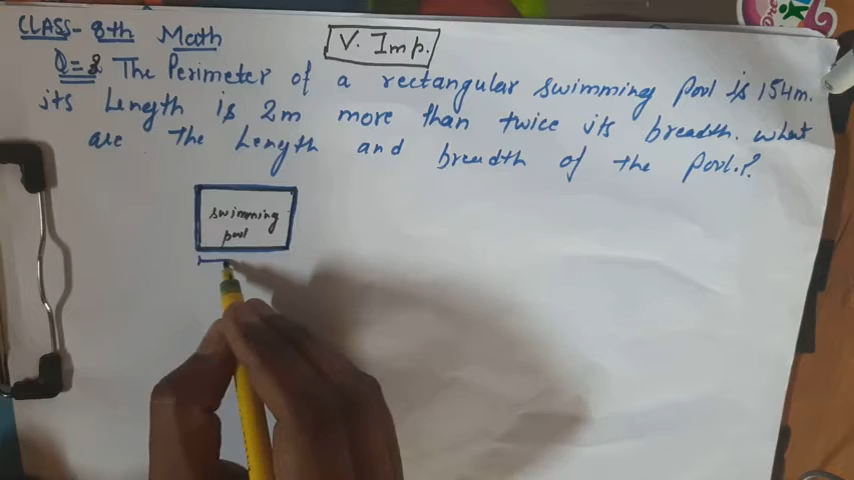 CLASS- 8th Math
V. Imp.
Q=2 The Perimeter of a rectangular swimming pool is 154m.
its Length is 2m more than twice its breadth. what
are the Length and breadth of the pool.?
swimming
pool